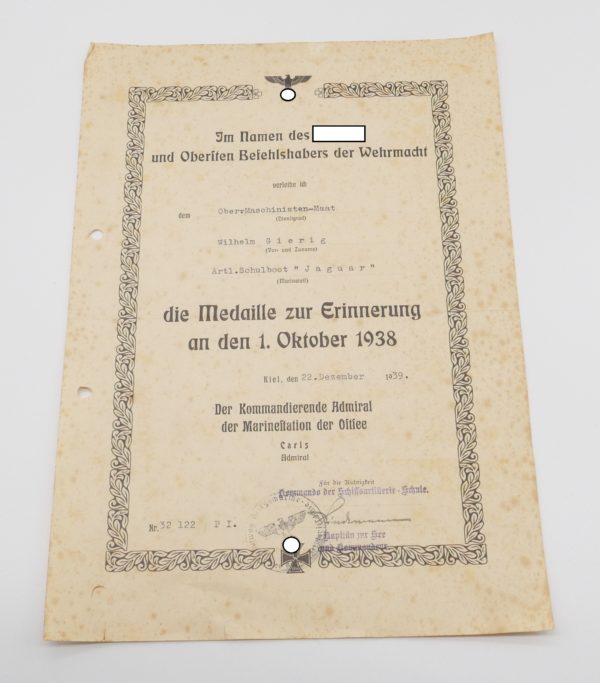 Im Namen des
und Obersten Befehlshabers der Wehrmacht
verleihe ich
dem Ober-Maschinisten-Maat
(Dienstgrad)
Wilhelm Gierig
(Vor- und Zuname)
Artl.Schulboot "Jaguar"
(Marineteil)
die Medaille zur Erinnerung
an den 1. Oktober 1938
Kiel, den 22.Dezember 1939.
Der Kommandierende Admiral
der Marinestation der Ostsee
Carls
Admiral
Für die Richtigkeit
Kommando der Schiffsartillerie-Schule.
Nr. 32 122 P I.
Kapitän zur See
und Kommandeur.